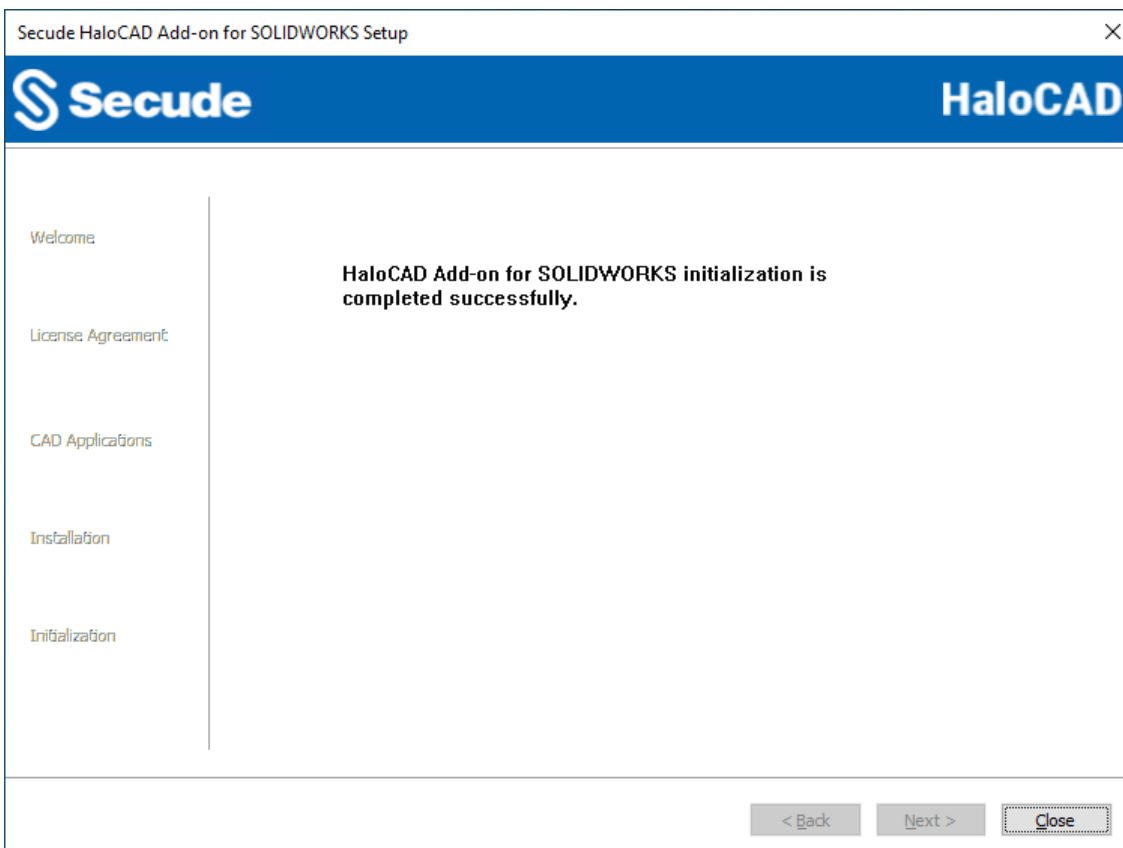 Secude HaloCAD Add-on for SOLIDWORKS Setup
Secude
HaloCAD
Welcome
License Agreement
CAD Applications
Installation
Initialization
HaloCAD Add-on for SOLIDWORKS initialization is
completed successfully.
< Back
Next >
Close